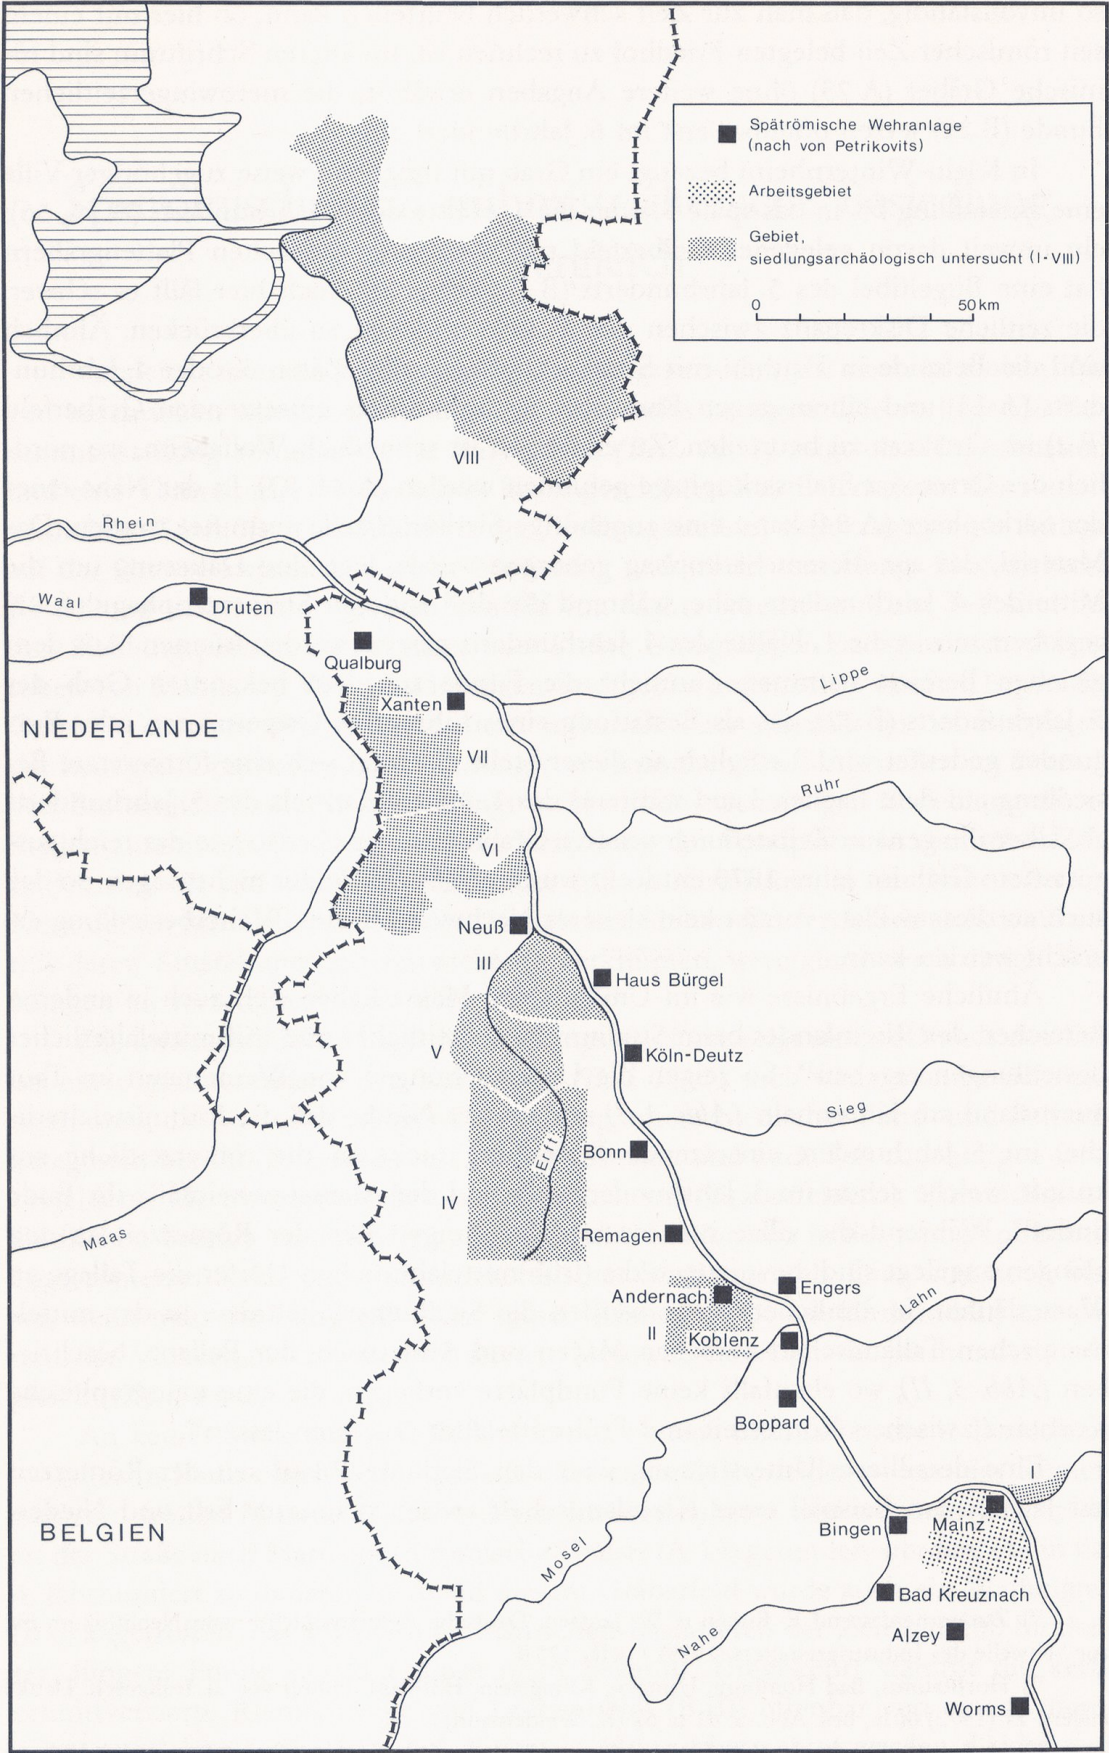 Spätrömische Wehranlage
(nach von Petrikovits)
Arbeitsgebiet
Gebiet,
siedlungsarchäologisch untersucht (I-VIII)
0 50km
VIII
Rhein
Waal
Druten
Qualburg
Xanten
Lippe
NIEDERLANDE
VII
Ruhr
VI
Neuß
III
Haus Bürgel
V
Köln-Deutz
Sieg
Erft
Bonn
IV
Remagen
Maas
Engers
Andernach
Lahn
II
Koblenz
Boppard
I
BELGIEN
Mainz
Bingen
Mosel
Bad Kreuznach
Alzey
Nahe
Worms